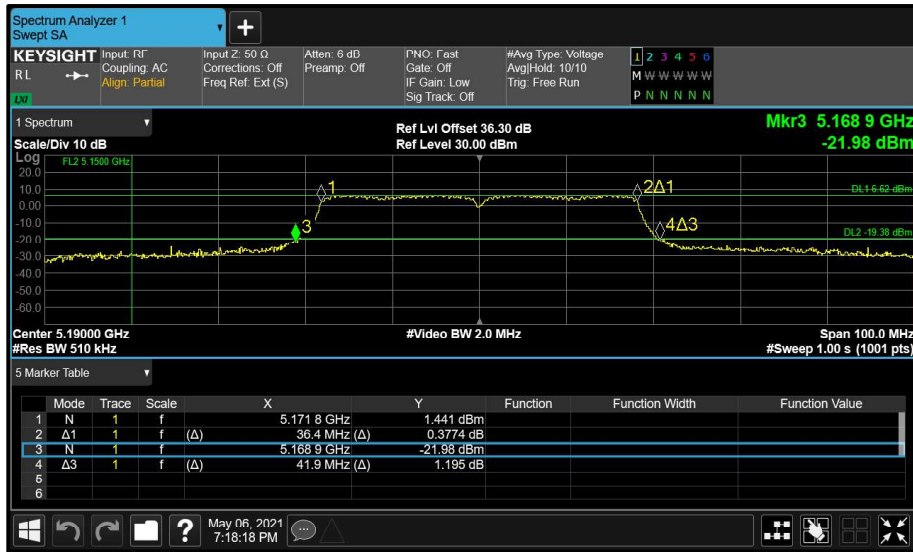 Spectrum Analyzer 1
Swept SA
+
KEYSIGHT
RL
LXI
Input: RF
Coupling: AC
Align: Partial
Input Z: 50 Ω
Corrections: Off
Freq Ref: Ext (S)
Atten: 6 dB
Preamp: Off
PNO: Fast
Gate: Off
IF Gain: Low
Sig Track: Off
#Avg Type: Voltage
Avg|Hold: 10/10
Trig: Free Run
1 2 3 4 5 6
M W W W W W
P N N N N N
1 Spectrum
Scale/Div 10 dB
Ref Lvl Offset 36.30 dB
Ref Level 30.00 dBm
Mkr3 5.168 9 GHz
-21.98 dBm
Log
FL2 5.1500 GHz
20.0
10.0
0.00
-10.0
-20.0
-30.0
-40.0
-50.0
-60.0
1
2Δ1
3
4Δ3
DL1 6.62 dBm
DL2 -19.38 dBm
Center 5.19000 GHz
#Res BW 510 kHz
#Video BW 2.0 MHz
Span 100.0 MHz
#Sweep 1.00 s (1001 pts)
5 Marker Table
Mode Trace Scale X Y Function Function Width Function Value
1 N 1 f 5.171 8 GHz 1.441 dBm
2 Δ1 1 f (Δ) 36.4 MHz (Δ) 0.3774 dB
3 N 1 f 5.168 9 GHz -21.98 dBm
4 Δ3 1 f (Δ) 41.9 MHz (Δ) 1.195 dB
5
6
?
May 06, 2021
7:18:18 PM